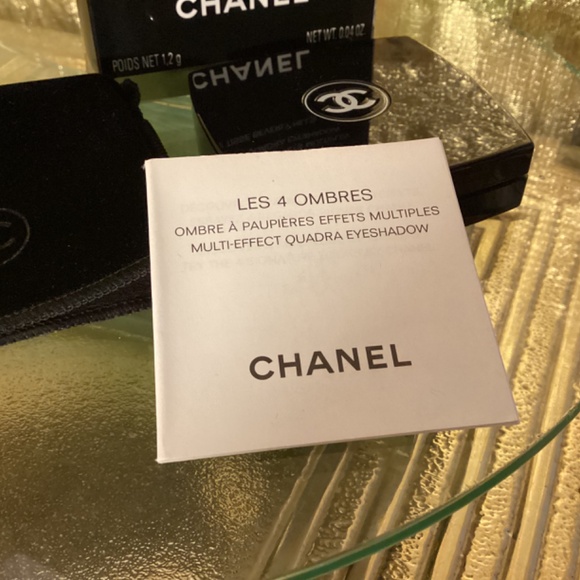 CHANEL
POIDS NET 1.2 g
NET WT. 0.04 OZ.
CHANEL
LES 4 OMBRES
OMBRE À PAUPIÈRES EFFETS MULTIPLES
MULTI-EFFECT QUADRA EYESHADOW
CHANEL